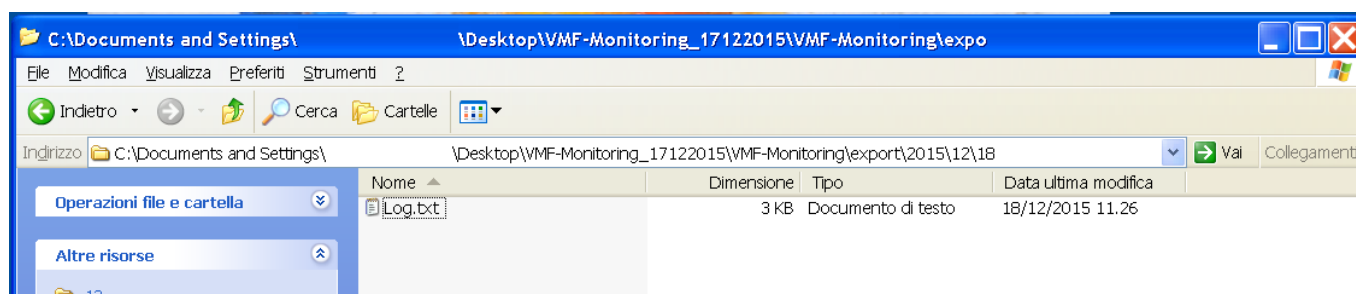 C:\Documents and Settings\ \Desktop\VMF-Monitoring_17122015\VMF-Monitoring\expo
File Modifica Visualizza Preferiti Strumenti ?
Indietro Cerca Cartelle
Indirizzo C:\Documents and Settings\ \Desktop\VMF-Monitoring_17122015\VMF-Monitoring\export\2015\12\18 Vai Collegament
Nome Dimensione Tipo Data ultima modifica
Operazioni file e cartella
Log.txt 3 KB Documento di testo 18/12/2015 11.26
Altre risorse